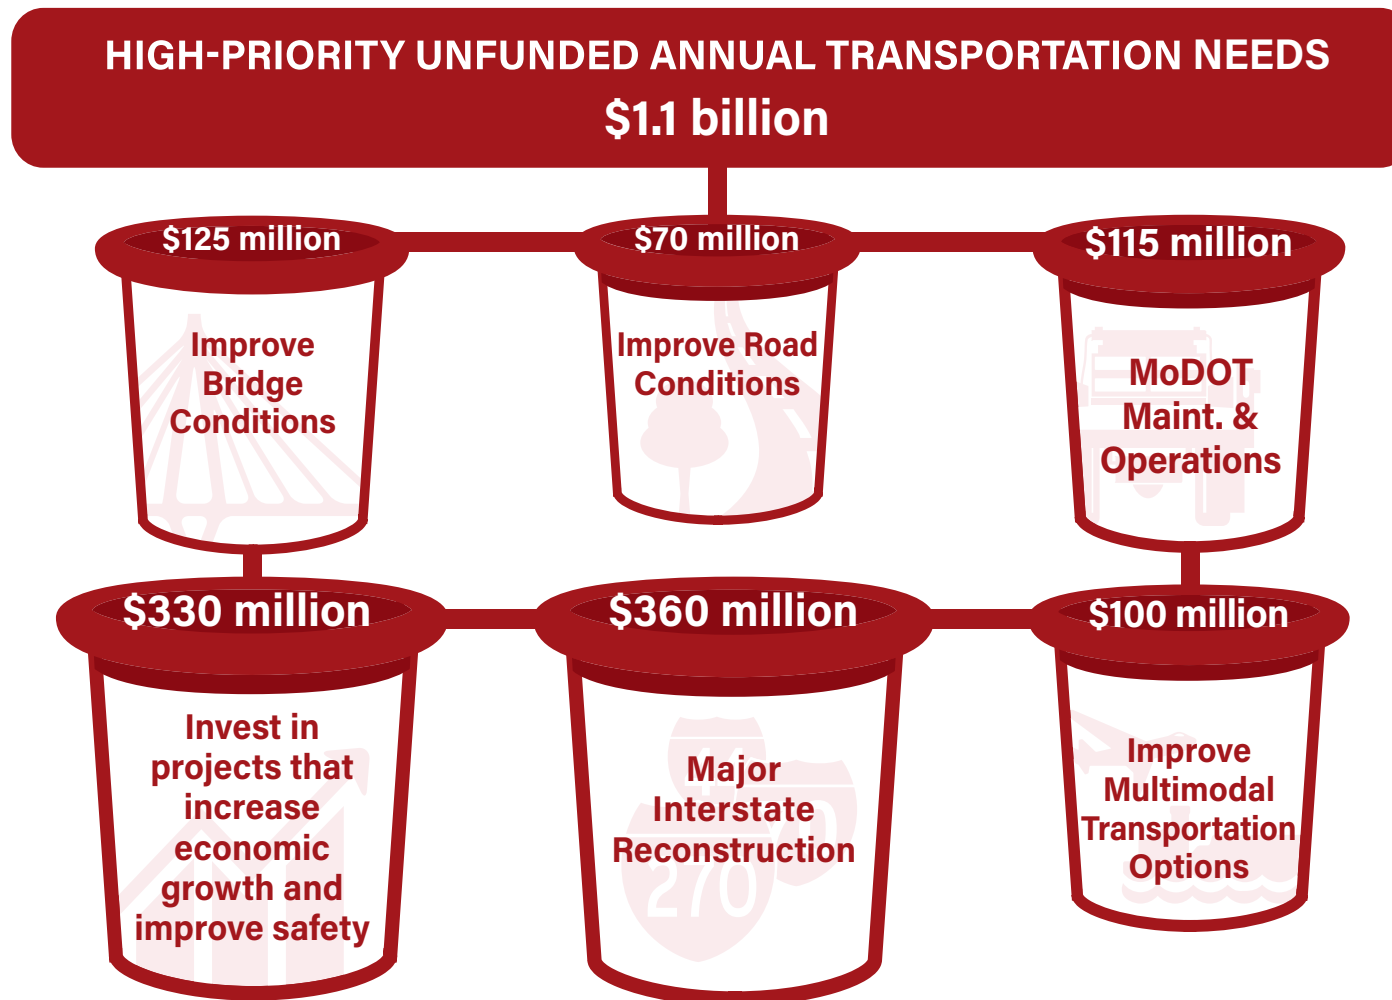 HIGH-PRIORITY UNFUNDED ANNUAL TRANSPORTATION NEEDS
$1.1 billion
$125 million
Improve
Bridge
Conditions
$70 million
Improve Road
Conditions
$115 million
MoDOT
Maint. &
Operations
$330 million
Invest in
projects that
increase
economic
growth and
improve safety
$360 million
Major
Interstate
Reconstruction
270
$100 million
Improve
Multimodal
Transportation
Options